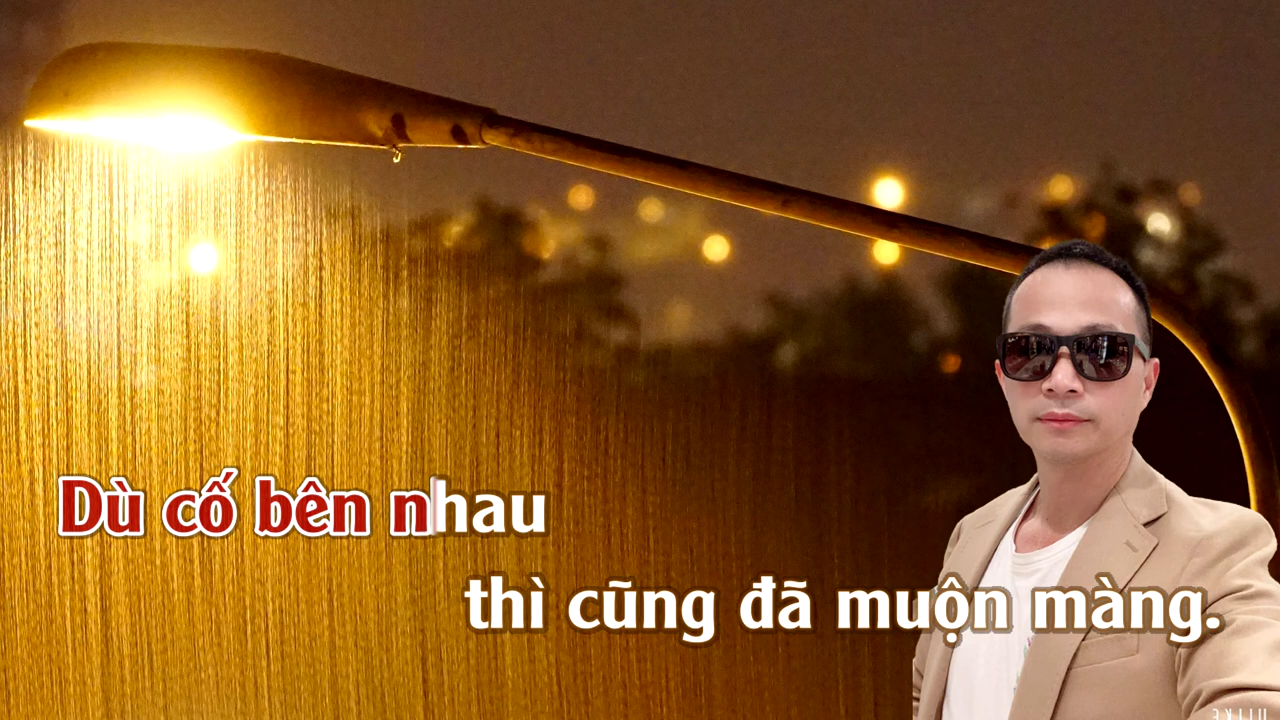 Dù cố bên nhau
thì cũng đã muộn màng.